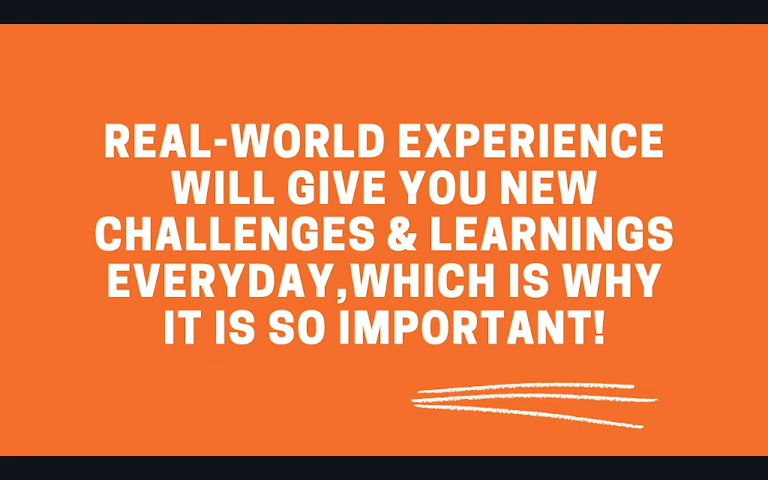 REAL-WORLD EXPERIENCE
WILL GIVE YOU NEW
CHALLENGES & LEARNINGS
EVERYDAY,WHICH IS WHY
IT IS SO IMPORTANT!